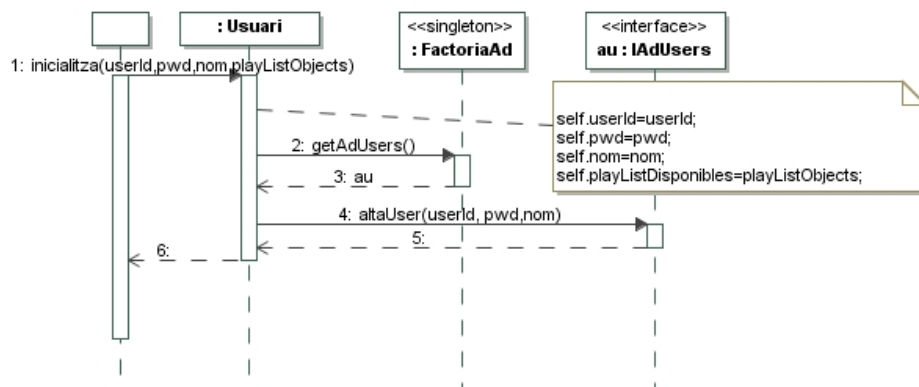 : Usuari
<<singleton>>
: FactoriaAd
<<interface>>
au : IAdUsers
1: inicialitza(userId,pwd,nom,playListObjects)
self.userId=userId;
self.pwd=pwd;
self.nom=nom;
self.playListDisponibles=playListObjects;
2: getAdUsers()
3: au
4: altaUser(userId, pwd,nom)
5:
6: